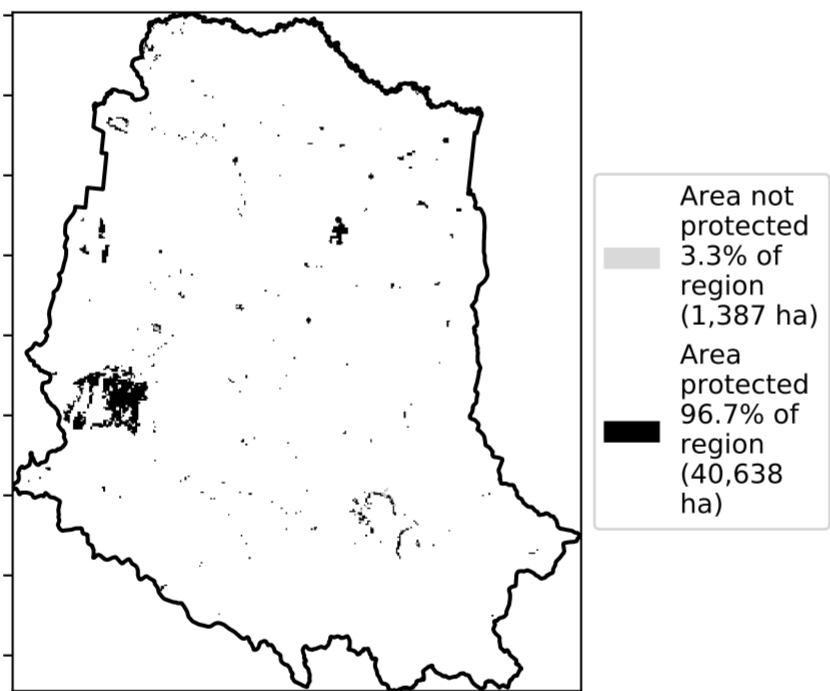 Area not
protected
3.3% of
region
(1,387 ha)
Area
protected
96.7% of
region
(40,638
ha)